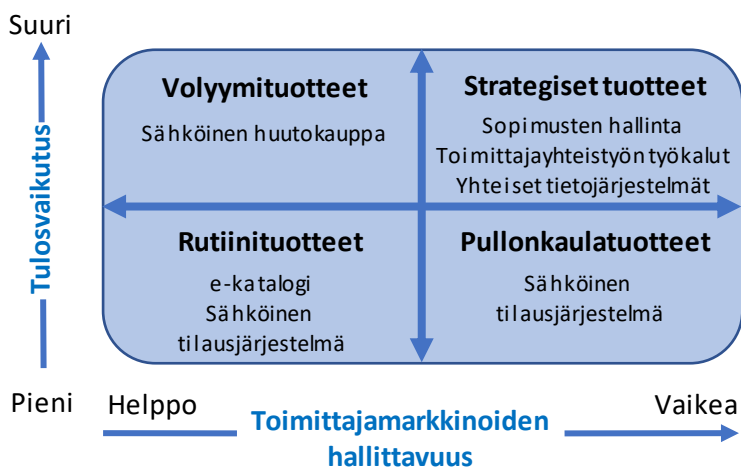 Suuri
Tulosvaikutus
Pieni
Volyymituotteet
Sähköinen huutokauppa
Strategiset tuotteet
Sopimusten hallinta
Toimittajayhteistyön työkalut
Yhteiset tietojärjestelmät
Rutiinituotteet
e-katalogi
Sähköinen
tilausjärjestelmä
Pullonkaulatuotteet
Sähköinen
tilausjärjestelmä
Helppo
Toimittajamarkkinoiden
hallittavuus
Vaikea